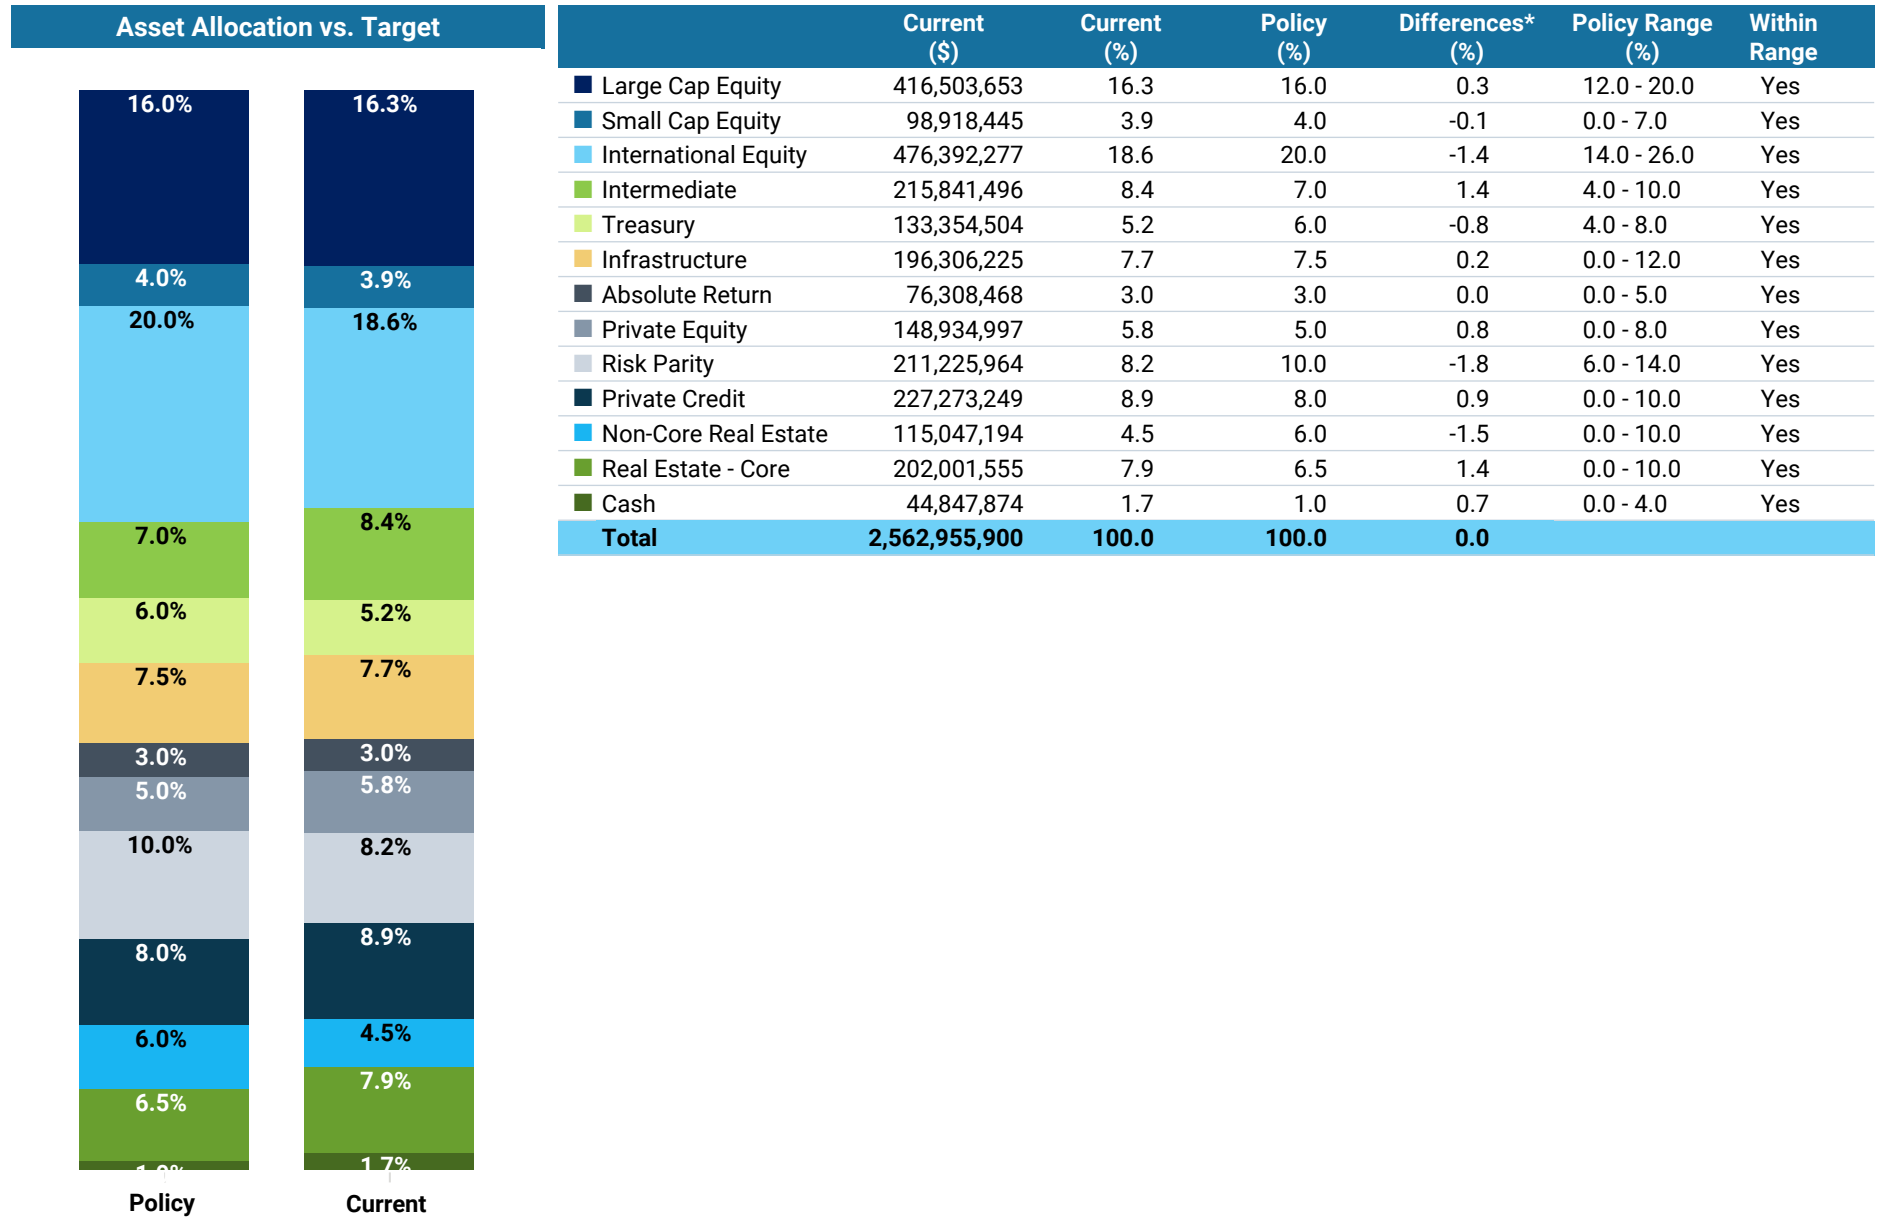 Asset Allocation vs. Target
16.0%
4.0%
20.0%
7.0%
6.0%
7.5%
3.0%
5.0%
10.0%
8.0%
6.0%
6.5%
Policy
16.3%
3.9%
18.6%
8.4%
5.2%
7.7%
3.0%
5.8%
8.2%
8.9%
4.5%
7.9%
1.7%
Current
Current ($) Current (%) Policy (%) Differences* (%) Policy Range (%) Within Range
Large Cap Equity 416,503,653 16.3 16.0 0.3 12.0 - 20.0 Yes
Small Cap Equity 98,918,445 3.9 4.0 -0.1 0.0 - 7.0 Yes
International Equity 476,392,277 18.6 20.0 -1.4 14.0 - 26.0 Yes
Intermediate 215,841,496 8.4 7.0 1.4 4.0 - 10.0 Yes
Treasury 133,354,504 5.2 6.0 -0.8 4.0 - 8.0 Yes
Infrastructure 196,306,225 7.7 7.5 0.2 0.0 - 12.0 Yes
Absolute Return 76,308,468 3.0 3.0 0.0 0.0 - 5.0 Yes
Private Equity 148,934,997 5.8 5.0 0.8 0.0 - 8.0 Yes
Risk Parity 211,225,964 8.2 10.0 -1.8 6.0 - 14.0 Yes
Private Credit 227,273,249 8.9 8.0 0.9 0.0 - 10.0 Yes
Non-Core Real Estate 115,047,194 4.5 6.0 -1.5 0.0 - 10.0 Yes
Real Estate - Core 202,001,555 7.9 6.5 1.4 0.0 - 10.0 Yes
Cash 44,847,874 1.7 1.0 0.7 0.0 - 4.0 Yes
Total 2,562,955,900 100.0 100.0 0.0